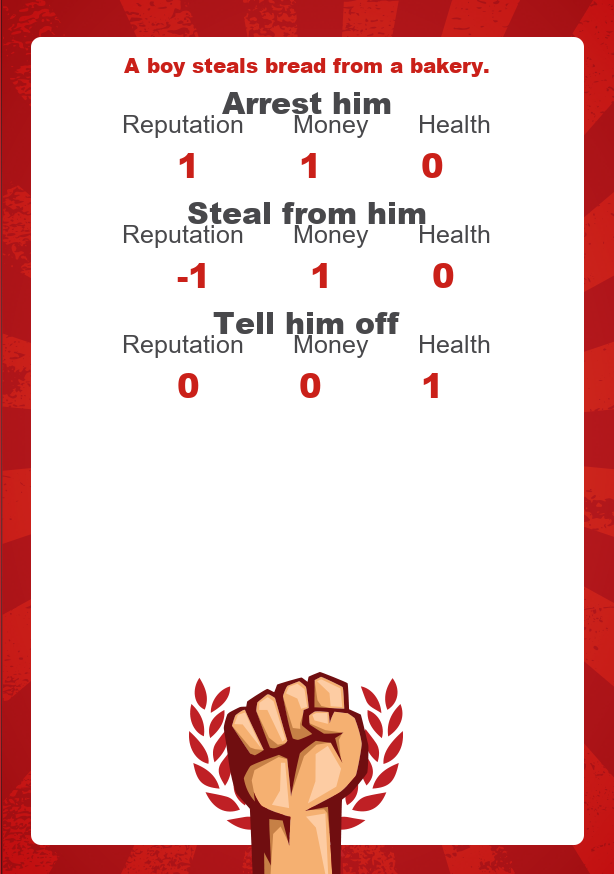 A boy steals bread from a bakery.
Arrest him
Reputation Money Health
1 1 0
Steal from him
Reputation Money Health
-1 1 0
Tell him off
Reputation Money Health
0 0 1